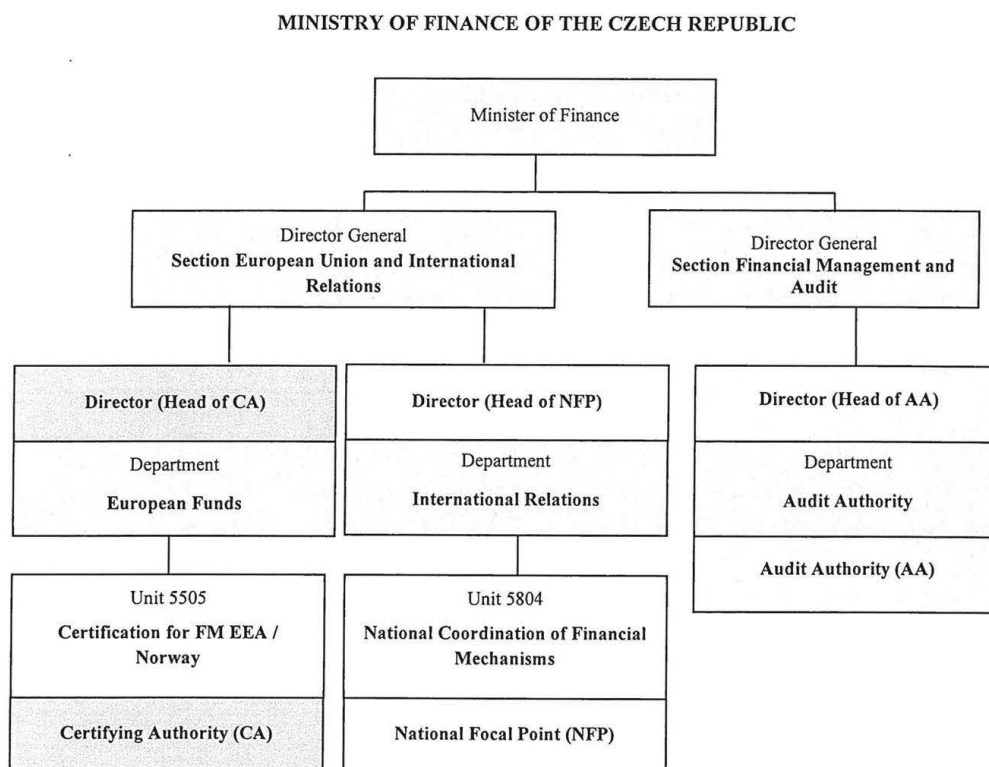 MINISTRY OF FINANCE OF THE CZECH REPUBLIC
Minister of Finance
Director General
Section European Union and International
Relations
Director General
Section Financial Management and
Audit
Director (Head of CA)
Department
European Funds
Director (Head of NFP)
Department
International Relations
Director (Head of AA)
Department
Audit Authority
Audit Authority (AA)
Unit 5505
Certification for FM EEA /
Norway
Certifying Authority (CA)
Unit 5804
National Coordination of Financial
Mechanisms
National Focal Point (NFP)